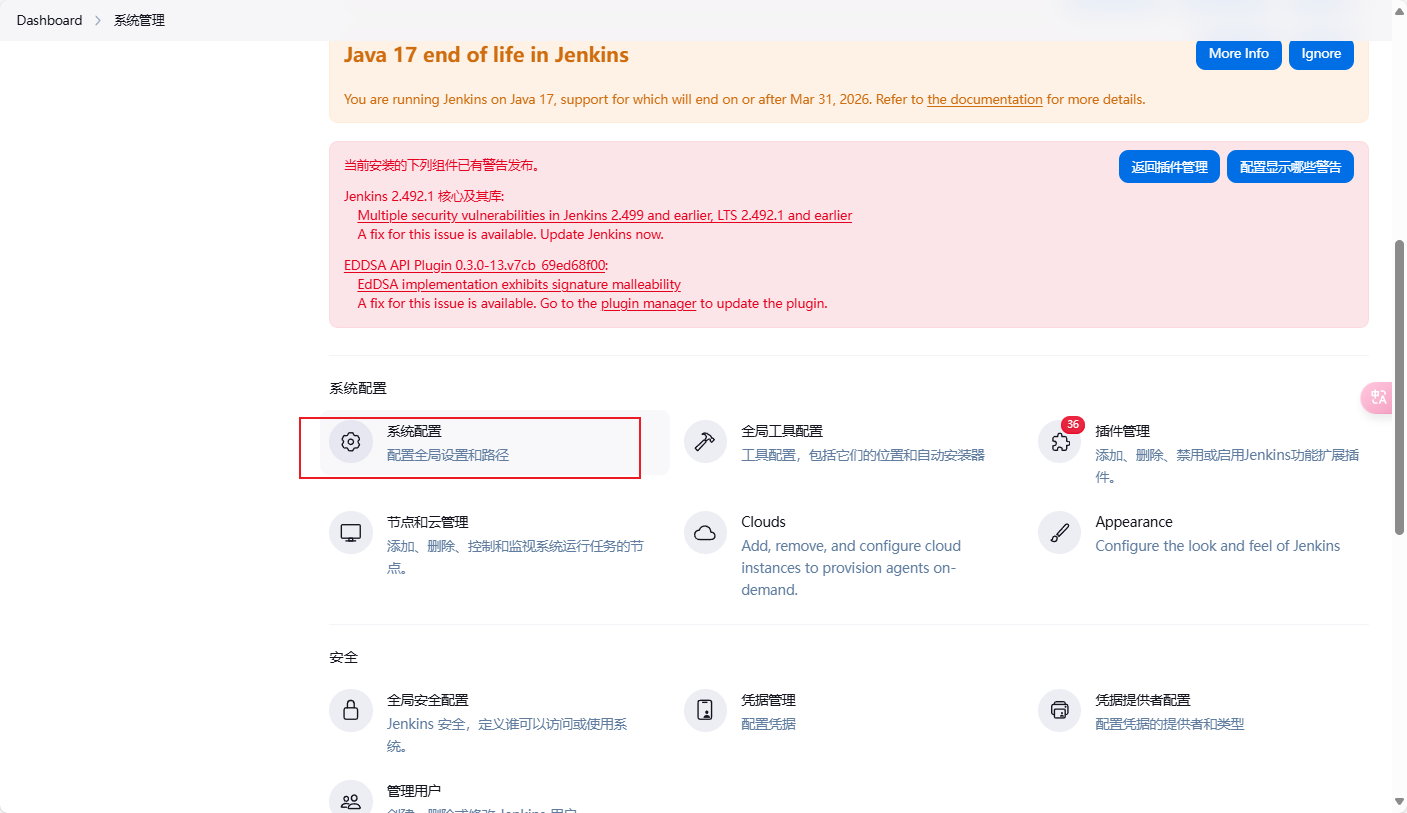 Dashboard > 系统管理
Java 17 end of life in Jenkins
More Info
Ignore
You are running Jenkins on Java 17, support for which will end on or after Mar 31, 2026. Refer to the documentation for more details.
当前安装的下列组件已有警告发布。
返回插件管理
配置显示哪些警告
Jenkins 2.492.1 核心及其库:
Multiple security vulnerabilities in Jenkins 2.499 and earlier, LTS 2.492.1 and earlier
A fix for this issue is available. Update Jenkins now.
EDDSA API Plugin 0.3.0-13.v7cb_69ed68f00:
EdDSA implementation exhibits signature malleability
A fix for this issue is available. Go to the plugin manager to update the plugin.
系统配置
系统配置
配置全局设置和路径
全局工具配置
工具配置，包括它们的位置和自动安装器
36
插件管理
添加、删除、禁用或启用Jenkins功能扩展插
件。
节点和云管理
添加、删除、控制和监视系统运行任务的节
点。
Clouds
Add, remove, and configure cloud
instances to provision agents on-
demand.
Appearance
Configure the look and feel of Jenkins
安全
全局安全配置
Jenkins 安全，定义谁可以访问或使用系
统。
凭据管理
配置凭据
凭据提供者配置
配置凭据的提供者和类型
管理用户